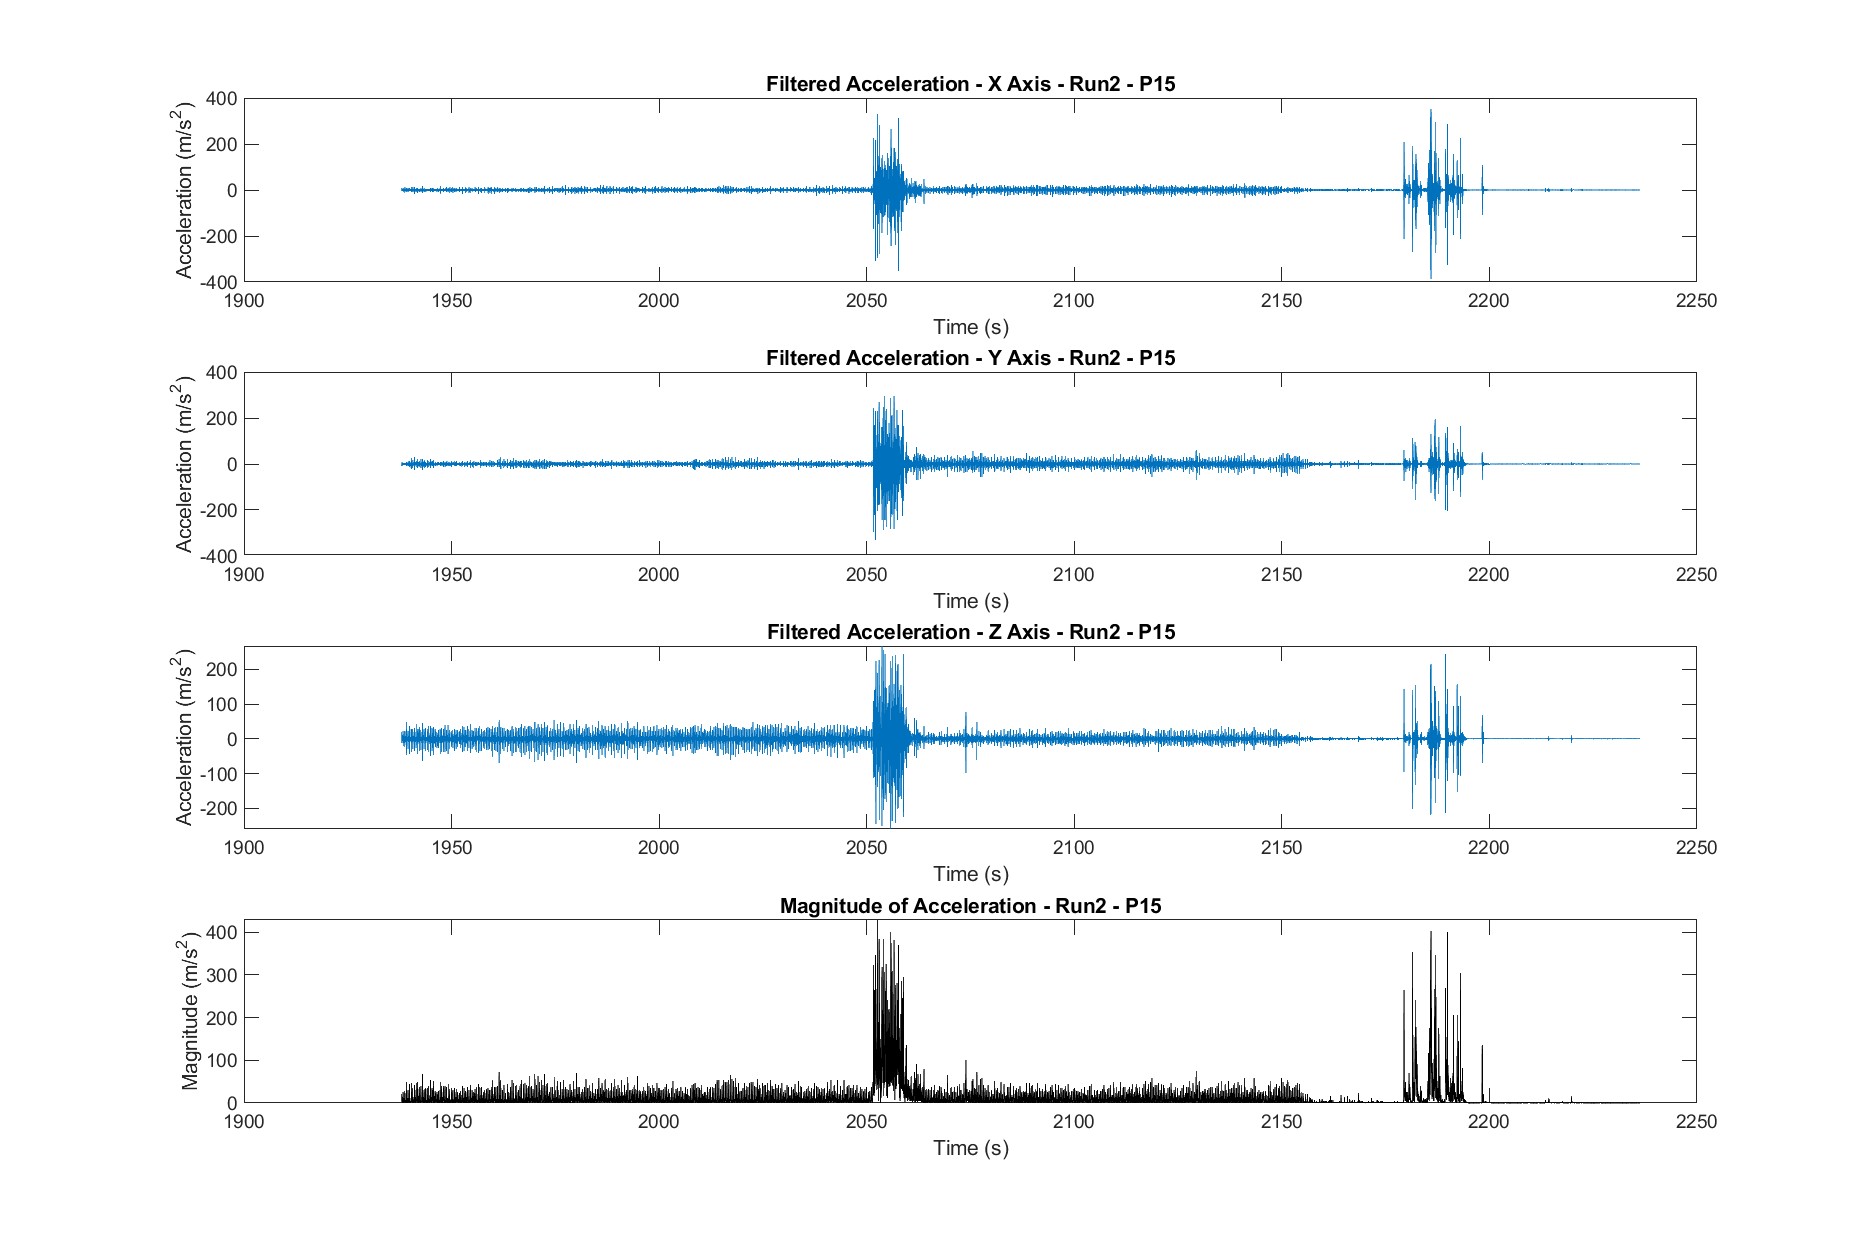 Filtered Acceleration - X Axis - Run2 - P15
Acceleration (m/s²)
400
200
0
-200
-400
1900 1950 2000 2050 2100 2150 2200 2250
Time (s)
Filtered Acceleration - Y Axis - Run2 - P15
Acceleration (m/s²)
400
200
0
-200
-400
1900 1950 2000 2050 2100 2150 2200 2250
Time (s)
Filtered Acceleration - Z Axis - Run2 - P15
Acceleration (m/s²)
200
100
0
-100
-200
1900 1950 2000 2050 2100 2150 2200 2250
Time (s)
Magnitude of Acceleration - Run2 - P15
Magnitude (m/s²)
400
300
200
100
0
1900 1950 2000 2050 2100 2150 2200 2250
Time (s)